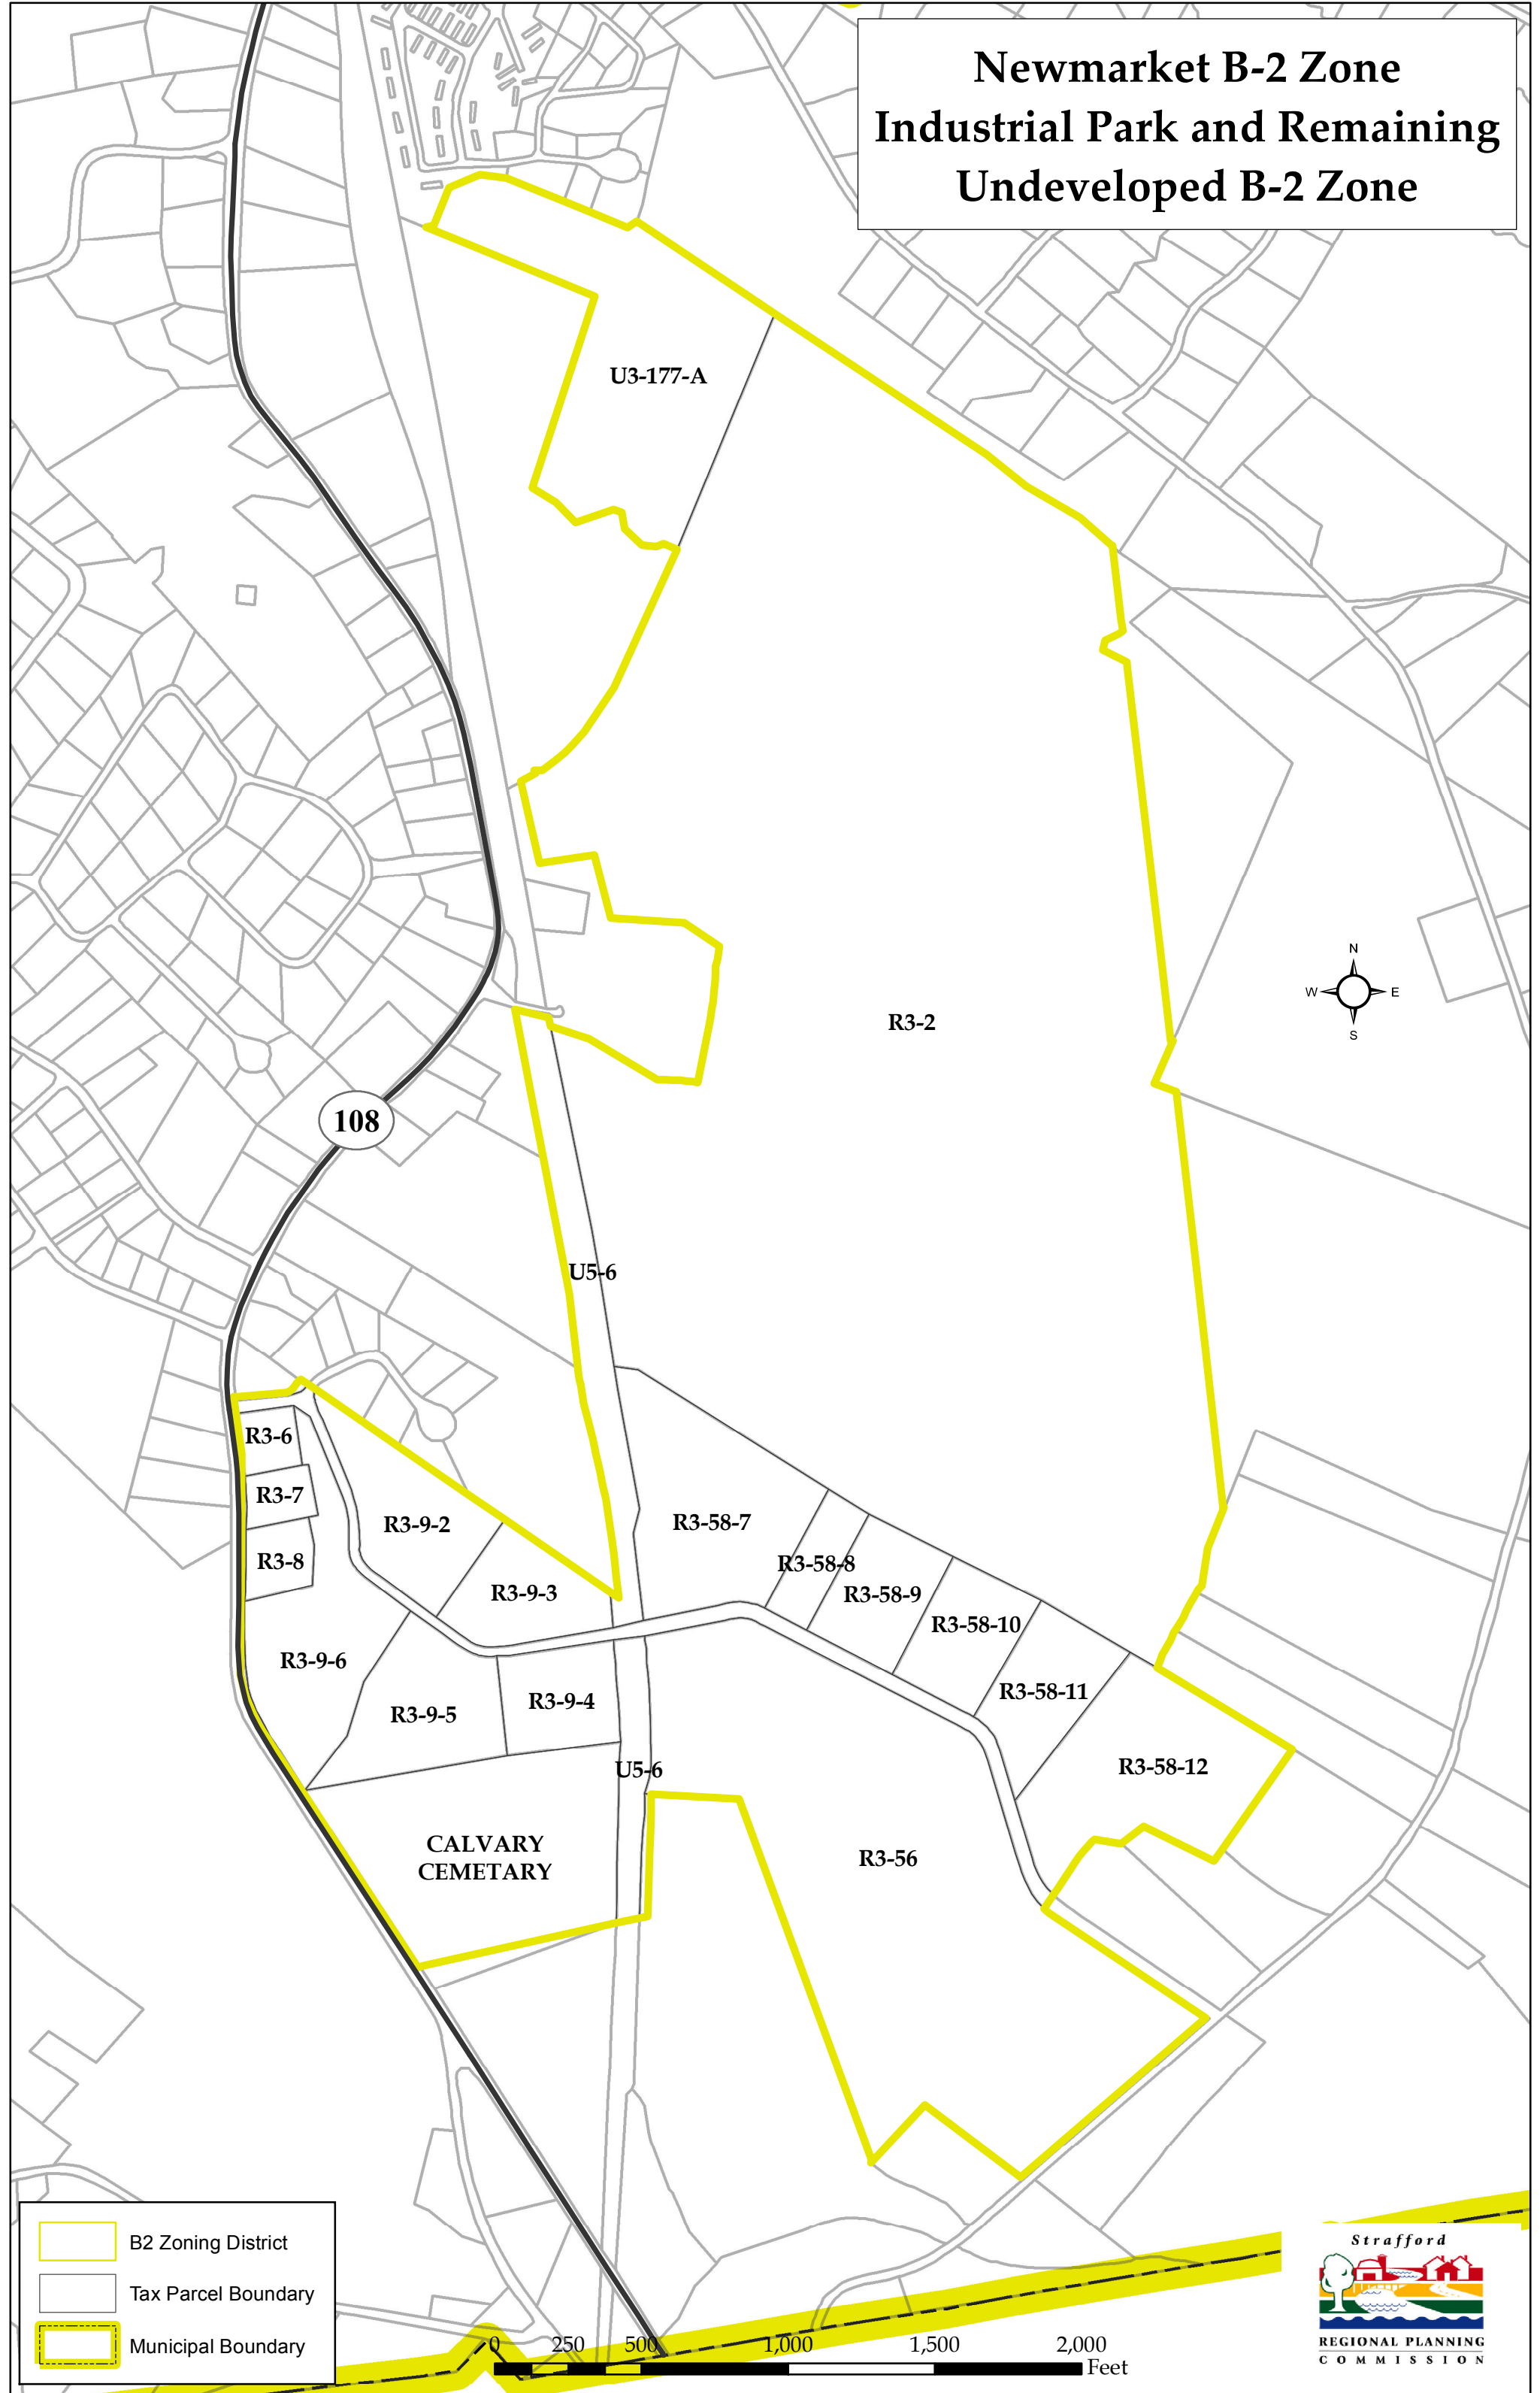 Newmarket B-2 Zone
Industrial Park and Remaining
Undeveloped B-2 Zone
U3-177-A
R3-2
N
W E
S
108
U5-6
R3-6
R3-7
R3-8
R3-9-2
R3-9-3
R3-58-7
R3-58-8
R3-58-9
R3-58-10
R3-58-11
R3-58-12
R3-9-6
R3-9-5
R3-9-4
U5-6
CALVARY
CEMETARY
R3-56
B2 Zoning District
Tax Parcel Boundary
Municipal Boundary
0 250 500 1,000 1,500 2,000
Feet
Strafford
REGIONAL PLANNING
COMMISSION